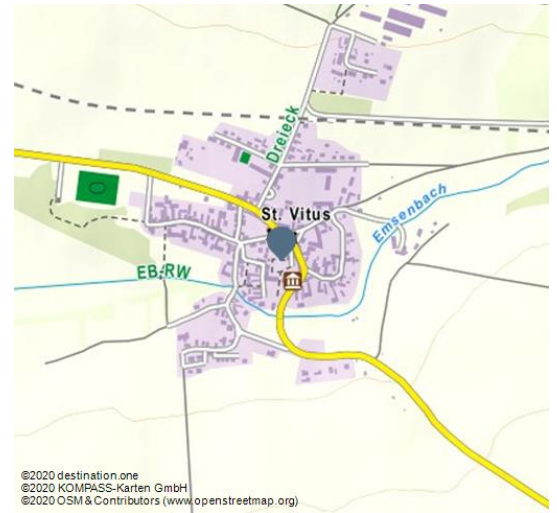 Dreieck
St. Vitus
Emsenbach
EB-RW
©2020 destination.one
©2020 KOMPASS-Karten GmbH
©2020 OSM & Contributors (www.openstreetmap.org)